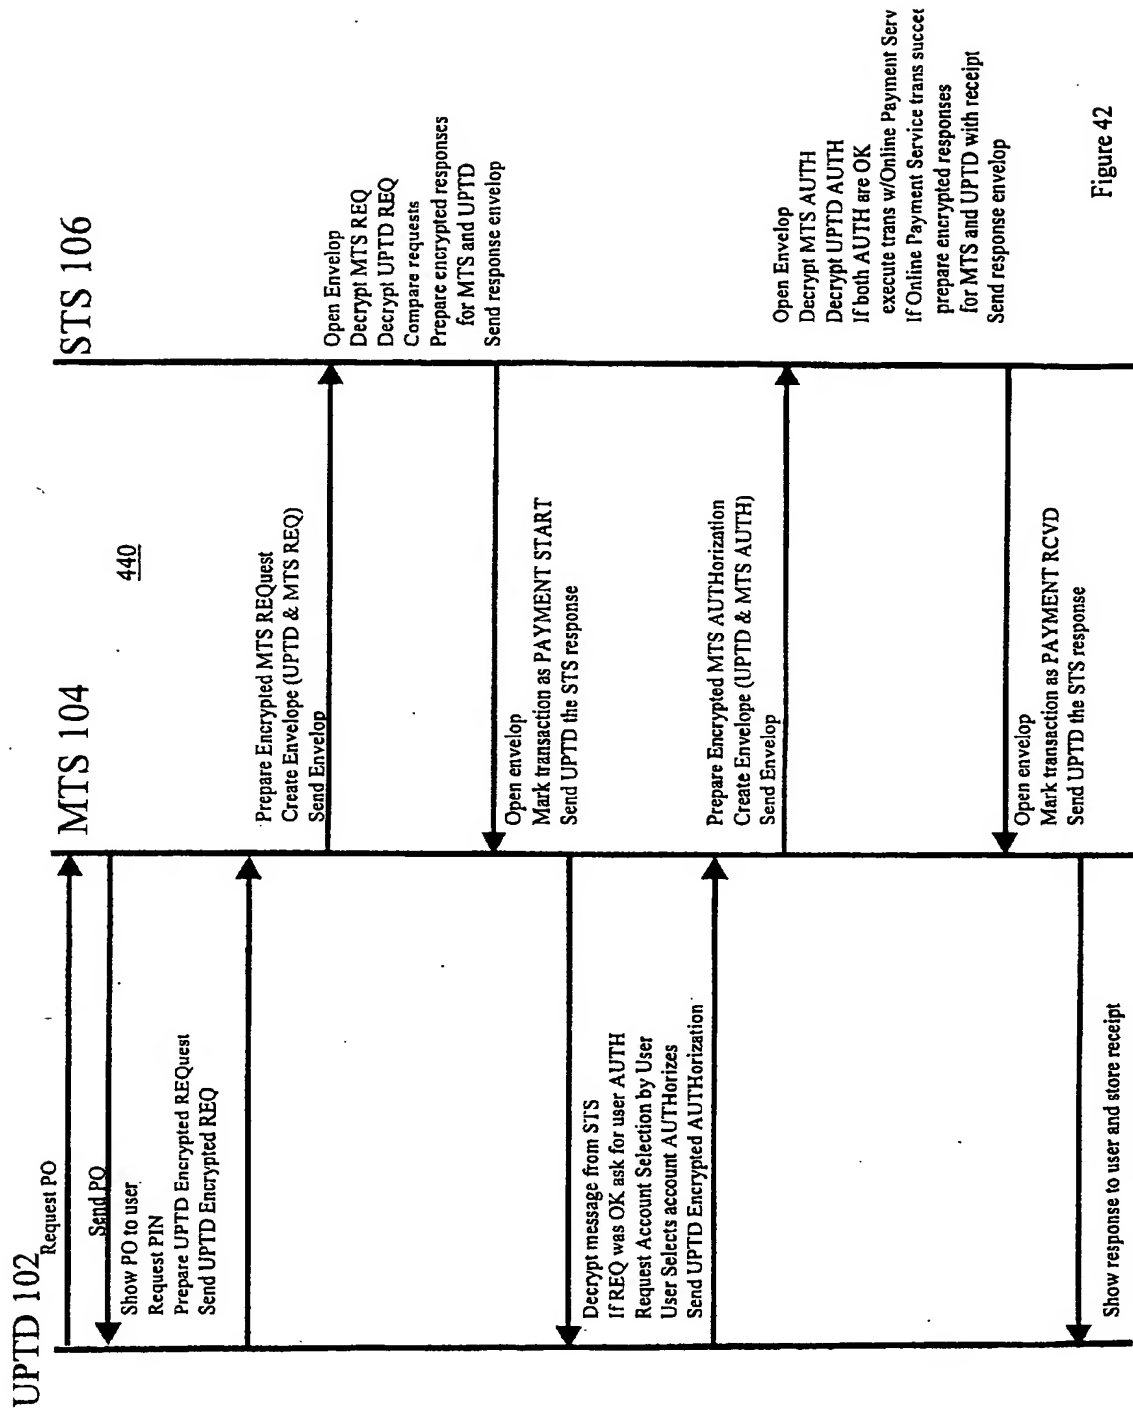 UPTD 102
MTS 104
STS 106
440
Request PO
Send PO
Show PO to user
Request PIN
Prepare UPTD Encrypted REQuest
Send UPTD Encrypted REQ
Prepare Encrypted MTS REQuest
Create Envelope (UPTD & MTS REQ)
Send Envelop
Open Envelop
Decrypt MTS REQ
Decrypt UPTD REQ
Compare requests
Prepare encrypted responses
for MTS and UPTD
Send response envelop
Open envelop
Mark transaction as PAYMENT START
Send UPTD the STS response
Decrypt message from STS
If REQ was OK ask for user AUTH
Request Account Selection by User
User Selects account AUTHorizes
Send UPTD Encrypted AUTHorization
Prepare Encrypted MTS AUTHorization
Create Envelope (UPTD & MTS AUTH)
Send Envelop
Open Envelop
Decrypt MTS AUTH
Decrypt UPTD AUTH
If both AUTH are OK
execute trans w/Online Payment Serv
If Online Payment Service trans succe
prepare encrypted responses
for MTS and UPTD with receipt
Send response envelop
Open envelop
Mark transaction as PAYMENT RCVD
Send UPTD the STS response
Show response to user and store receipt
Figure 42